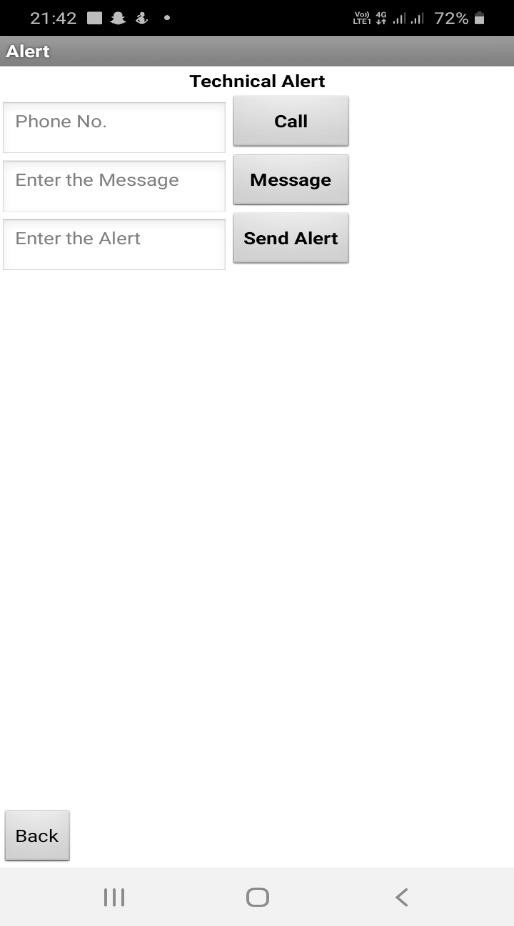 21:42 Voo) LTE1 4G 72%
Alert
Technical Alert
Phone No. Call
Enter the Message Message
Enter the Alert Send Alert
Back